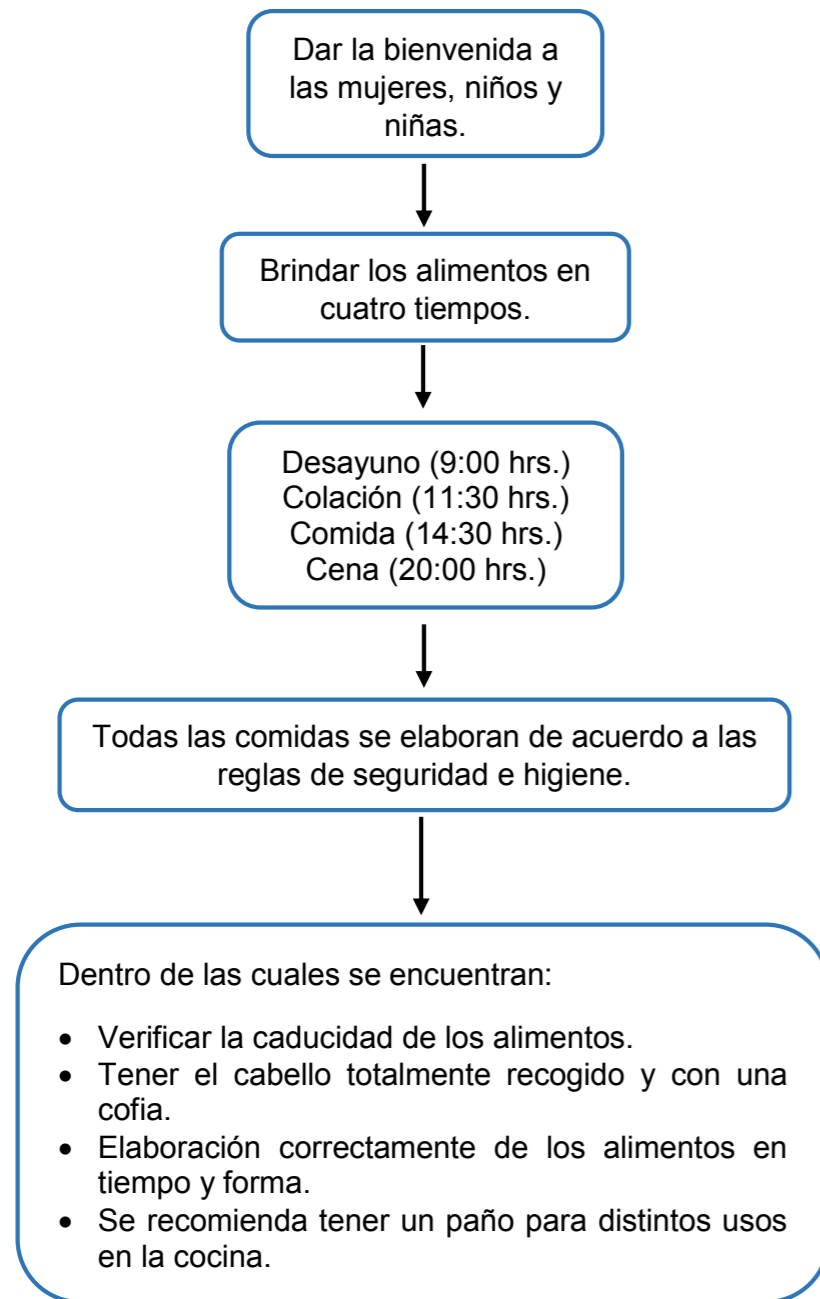 Dar la bienvenida a
las mujeres, niños y
niñas.
Brindar los alimentos en
cuatro tiempos.
Desayuno (9:00 hrs.)
Colación (11:30 hrs.)
Comida (14:30 hrs.)
Cena (20:00 hrs.)
Todas las comidas se elaboran de acuerdo a las
reglas de seguridad e higiene.
Dentro de las cuales se encuentran:
• Verificar la caducidad de los alimentos.
• Tener el cabello totalmente recogido y con una
cofia.
• Elaboración correctamente de los alimentos en
tiempo y forma.
• Se recomienda tener un paño para distintos usos
en la cocina.